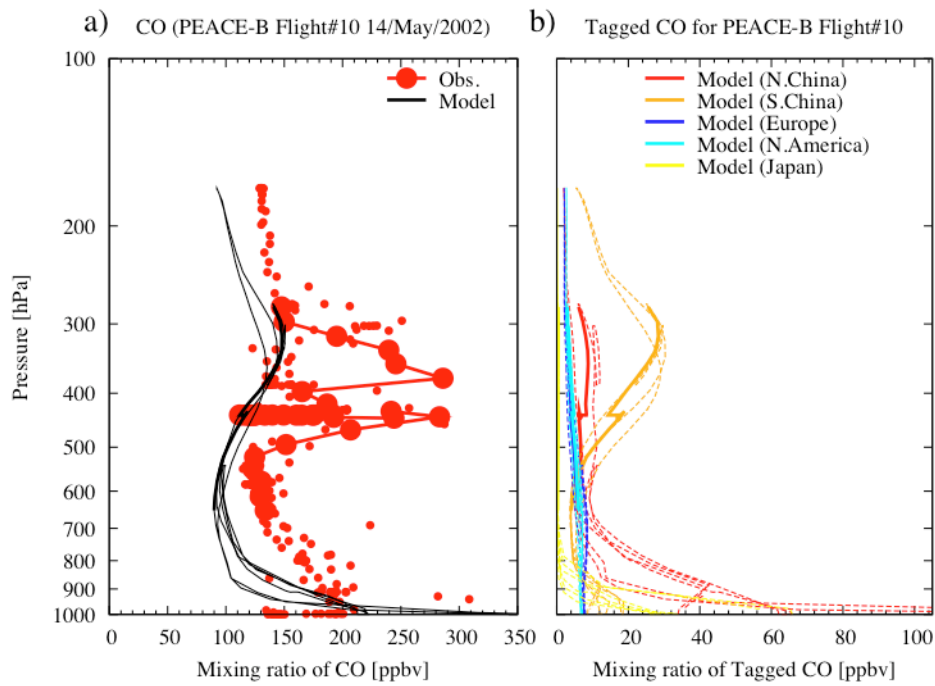 a) CO (PEACE-B Flight#10 14/May/2002)
Obs.
Model
Pressure [hPa]
100
200
300
400
500
600
700
800
900
1000
0 50 100 150 200 250 300 350
Mixing ratio of CO [ppbv]
b) Tagged CO for PEACE-B Flight#10
Model (N.China)
Model (S.China)
Model (Europe)
Model (N.America)
Model (Japan)
0 20 40 60 80 100
Mixing ratio of Tagged CO [ppbv]